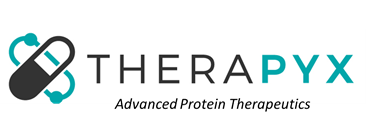 THERAPYX
Advanced Protein Therapeutics